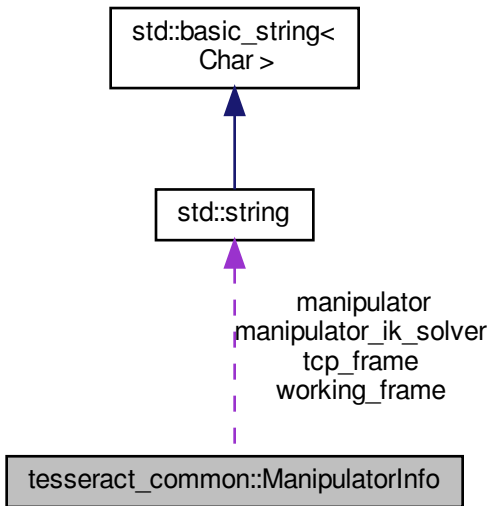 std::basic_string<
Char >
std::string
manipulator
manipulator_ik_solver
tcp_frame
working_frame
tesseract_common::ManipulatorInfo